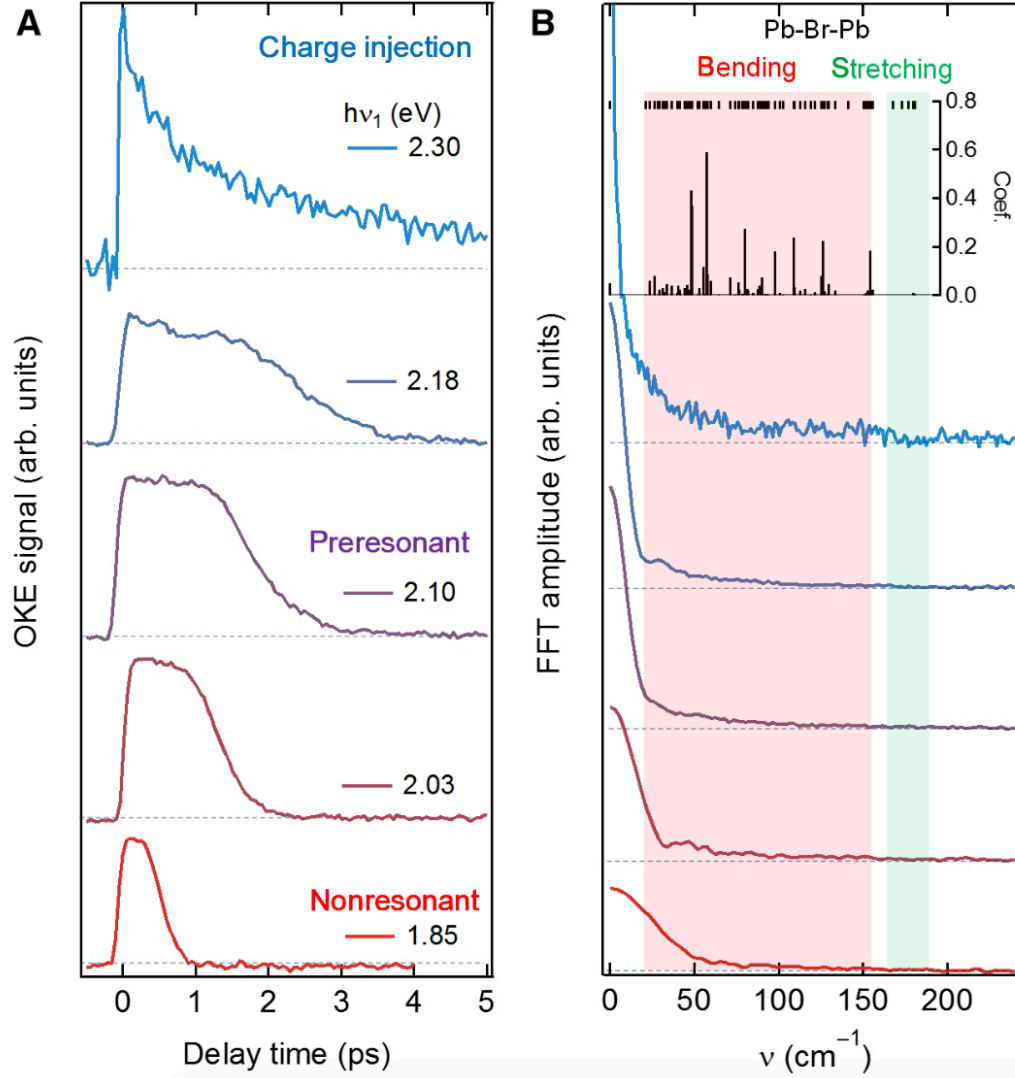 A
Charge injection
hν₁ (eV)
2.30
2.18
Preresonant
2.10
2.03
Nonresonant
1.85
OKE signal (arb. units)
0 1 2 3 4 5
Delay time (ps)
B
Pb-Br-Pb
Bending Stretching
0.8
0.6
0.4
0.2
0.0
Coef.
FFT amplitude (arb. units)
0 50 100 150 200
ν (cm⁻¹)